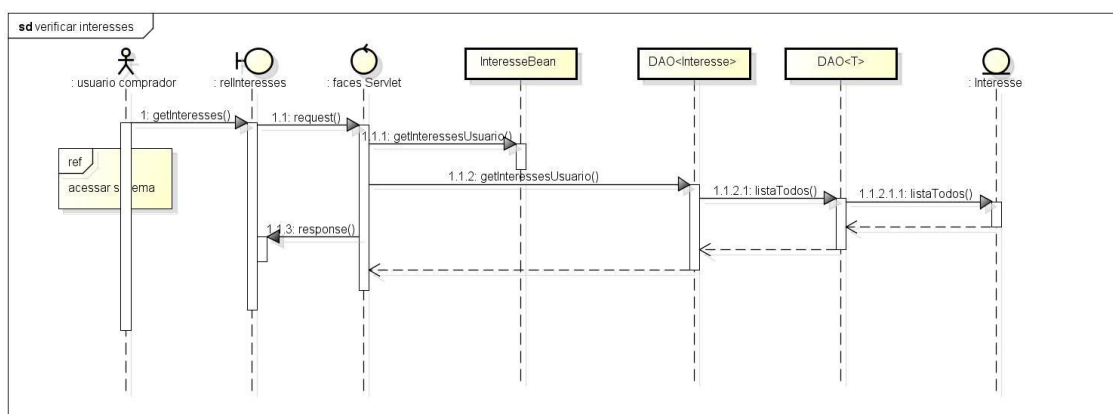 sd verificar interesses
: usuario comprador
: relInteresses
: faces Servlet
InteresseBean
DAO<Interesse>
DAO<T>
: Interesse
1: getInteresses()
1.1: request()
1.1.1: getInteressesUsuario()
ref
acessar sistema
1.1.2: getInteressesUsuario()
1.1.2.1: listaTodos()
1.1.2.1.1: listaTodos()
1.1.3: response()